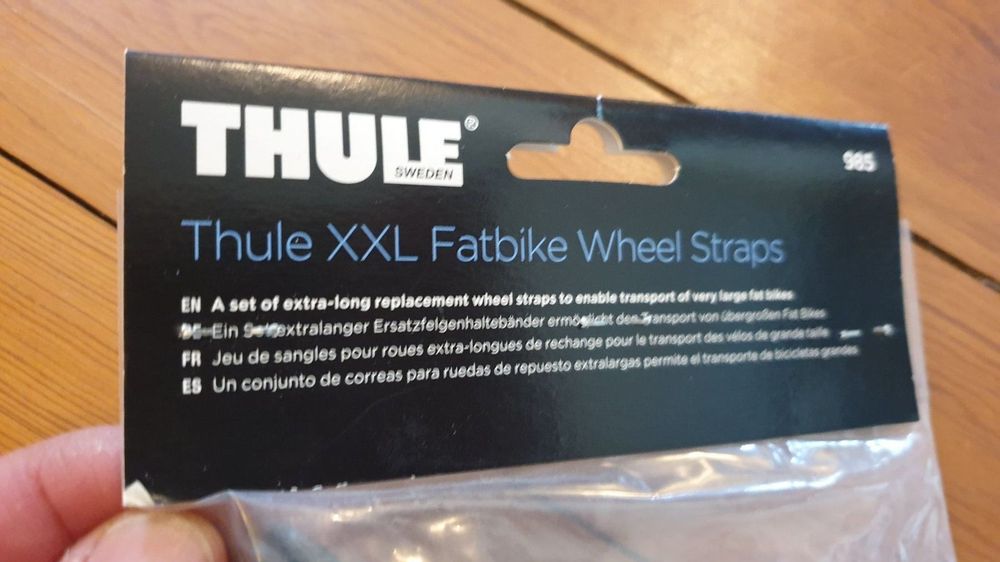 THULE®
SWEDEN
985
Thule XXL Fatbike Wheel Straps
EN A set of extra-long replacement wheel straps to enable transport of very large fat bikes
DE Ein Set extralanger Ersatzfelgenhaltebänder ermöglicht den Transport von übergroßen Fat Bikes
FR Jeu de sangles pour roues extra-longues de rechange pour le transport des vélos de grande taille
ES Un conjunto de correas para ruedas de repuesto extralargas permite el transporte de bicicletas grandes